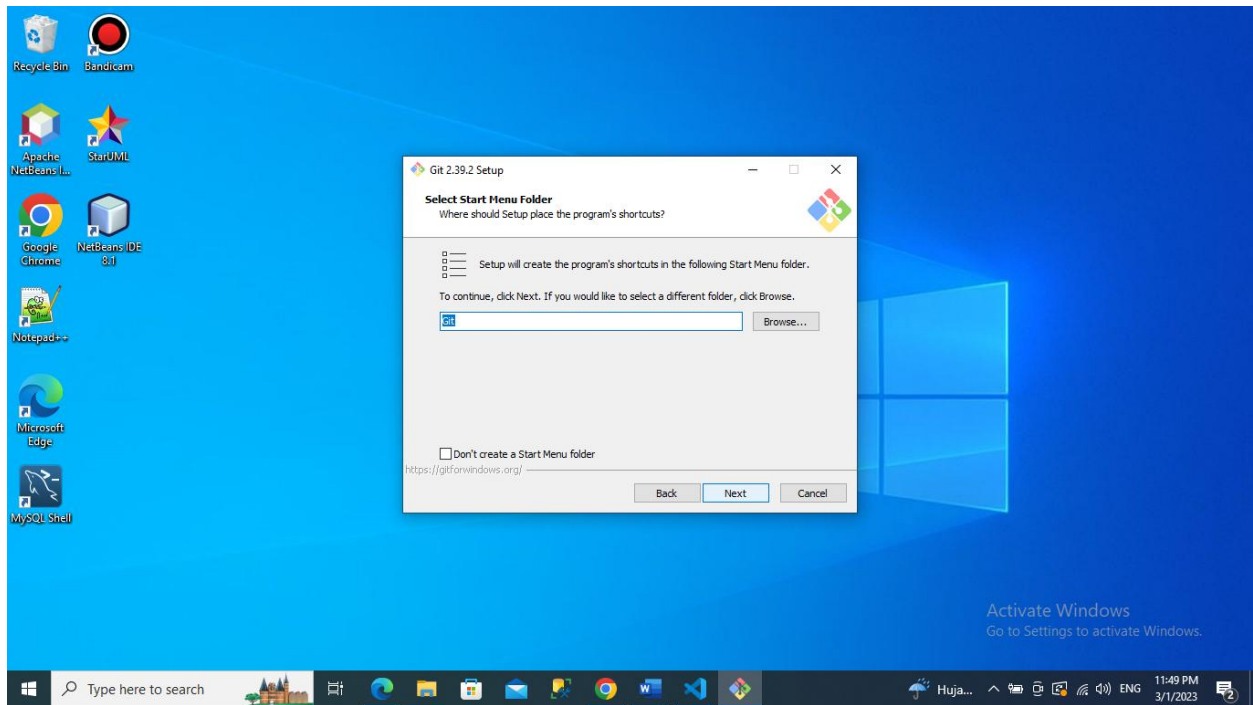 Recycle Bin
Bandicam
Apache
NetBeans I...
StarUML
Google
Chrome
NetBeans IDE
8.1
Notepad++
Microsoft
Edge
MySQL Shell
Git 2.39.2 Setup
Select Start Menu Folder
Where should Setup place the program's shortcuts?
Setup will create the program's shortcuts in the following Start Menu folder.
To continue, click Next. If you would like to select a different folder, click Browse.
Git
Browse...
Don't create a Start Menu folder
https://gitforwindows.org/
Back
Next
Cancel
Activate Windows
Go to Settings to activate Windows.
Type here to search
Huja...
ENG
11:49 PM
3/1/2023
2